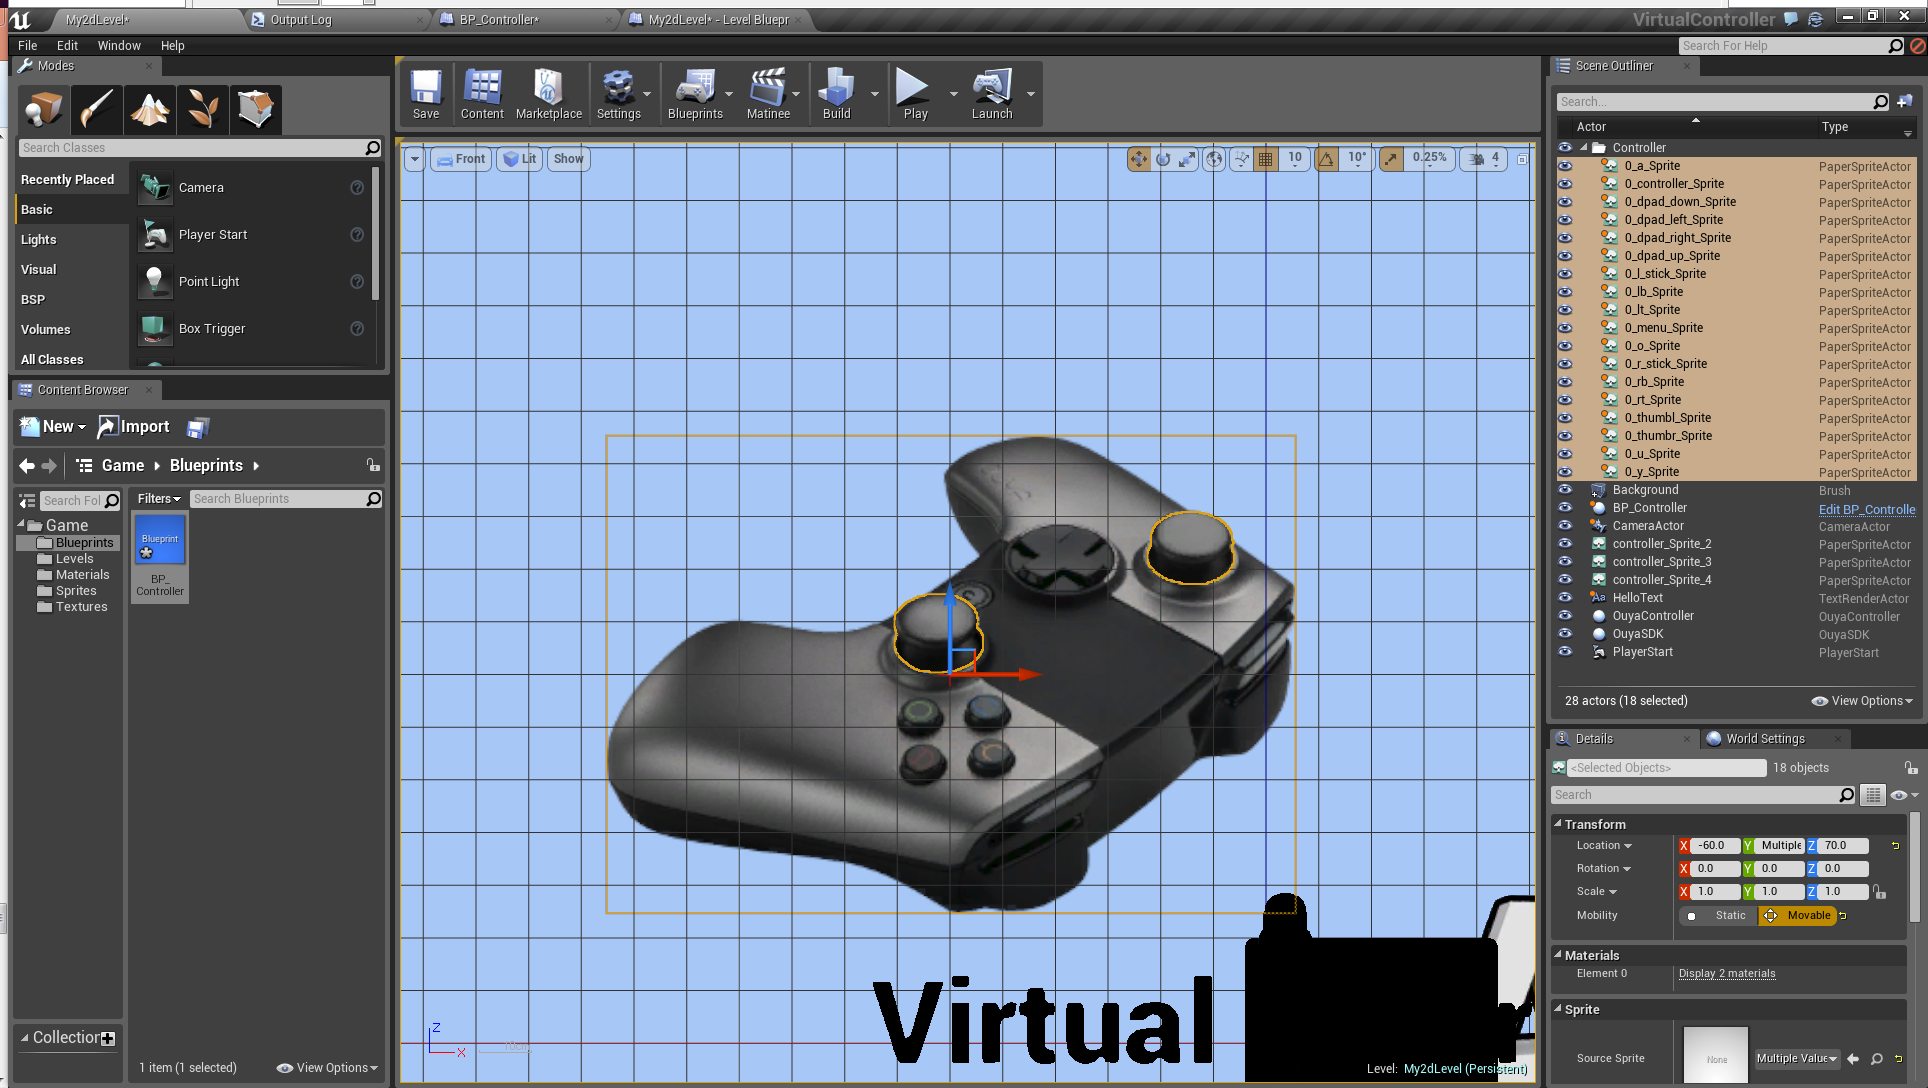 My2dLevel*
Output Log
BP_Controller*
My2dLevel* - Level Bluepr
VirtualController
File Edit Window Help
Search For Help
Modes
Search Classes
Recently Placed
Basic
Lights
Visual
BSP
Volumes
All Classes
Camera
Player Start
Point Light
Box Trigger
Save
Content
Marketplace
Settings
Blueprints
Matinee
Build
Play
Launch
Front
Lit
Show
10
10°
0.25%
4
Content Browser
New
Import
Game Blueprints
Search Fol
Filters
Search Blueprints
Game
Blueprints
Levels
Materials
Sprites
Textures
Blueprint
BP_
Controller
Collection
1 item (1 selected)
View Options
Z
X
Virtual
Level: My2dLevel (Persistent)
Scene Outliner
Search...
Actor Type
Controller
0_a_Sprite PaperSpriteActor
0_controller_Sprite PaperSpriteActor
0_dpad_down_Sprite PaperSpriteActor
0_dpad_left_Sprite PaperSpriteActor
0_dpad_right_Sprite PaperSpriteActor
0_dpad_up_Sprite PaperSpriteActor
0_l_stick_Sprite PaperSpriteActor
0_lb_Sprite PaperSpriteActor
0_lt_Sprite PaperSpriteActor
0_menu_Sprite PaperSpriteActor
0_o_Sprite PaperSpriteActor
0_r_stick_Sprite PaperSpriteActor
0_rb_Sprite PaperSpriteActor
0_rt_Sprite PaperSpriteActor
0_thumbl_Sprite PaperSpriteActor
0_thumbr_Sprite PaperSpriteActor
0_u_Sprite PaperSpriteActor
0_y_Sprite PaperSpriteActor
Background Brush
BP_Controller Edit BP_Controlle
CameraActor CameraActor
controller_Sprite_2 PaperSpriteActor
controller_Sprite_3 PaperSpriteActor
controller_Sprite_4 PaperSpriteActor
HelloText TextRenderActor
OuyaController OuyaController
OuyaSDK OuyaSDK
PlayerStart PlayerStart
28 actors (18 selected)
View Options
Details
World Settings
<Selected Objects> 18 objects
Search
Transform
Location X -60.0 Y Multiple Z 70.0
Rotation X 0.0 Y 0.0 Z 0.0
Scale X 1.0 Y 1.0 Z 1.0
Mobility Static Movable
Materials
Element 0 Display 2 materials
Sprite
Source Sprite None Multiple Value